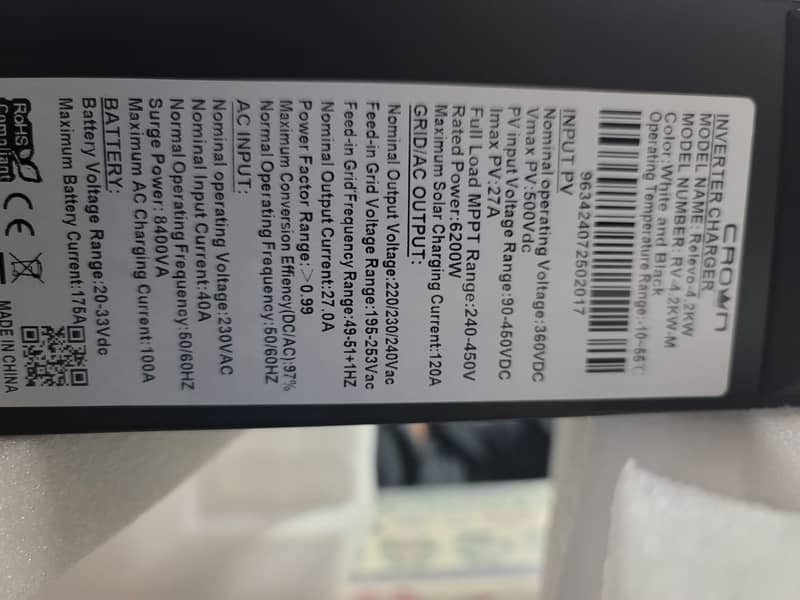 CROWN
INVERTER CHARGER
MODEL NAME: Relevo-4.2KW
MODEL NUMBER: RV-4.2KW-M
Color:White and Black
Operating Temperature Range:-10~55℃
963424072502017
INPUT PV
Nominal operating Voltage:360VDC
Vmax PV:500Vdc
PV input Voltage Range:90-450VDC
Imax PV:27A
Full Load MPPT Range:240-450V
Rated Power:6200W
Maximum Solar Charging Current:120A
GRID/AC OUTPUT:
Nominal Output Voltage:220/230/240Vac
Feed-in Grid Voltage Range:195-253Vac
Feed-in Grid Frequency Range:49-51+1HZ
Nominal Output Current:27.0A
Power Factor Range:>0.99
Maximum Conversion Effiency(DC/AC):97%
Normal Operating Frequency:50/60HZ
AC INPUT:
Nominal operating Voltage:230VAC
Nominal Input Current:40A
Normal Operating Frequency:50/60HZ
Surge Power:8400VA
Maximum AC Charging Current:100A
BATTERY:
Battery Voltage Range:20-33Vdc
Maximum Battery Current:175A
RoHS
Compliant
CE
MADE IN CHINA